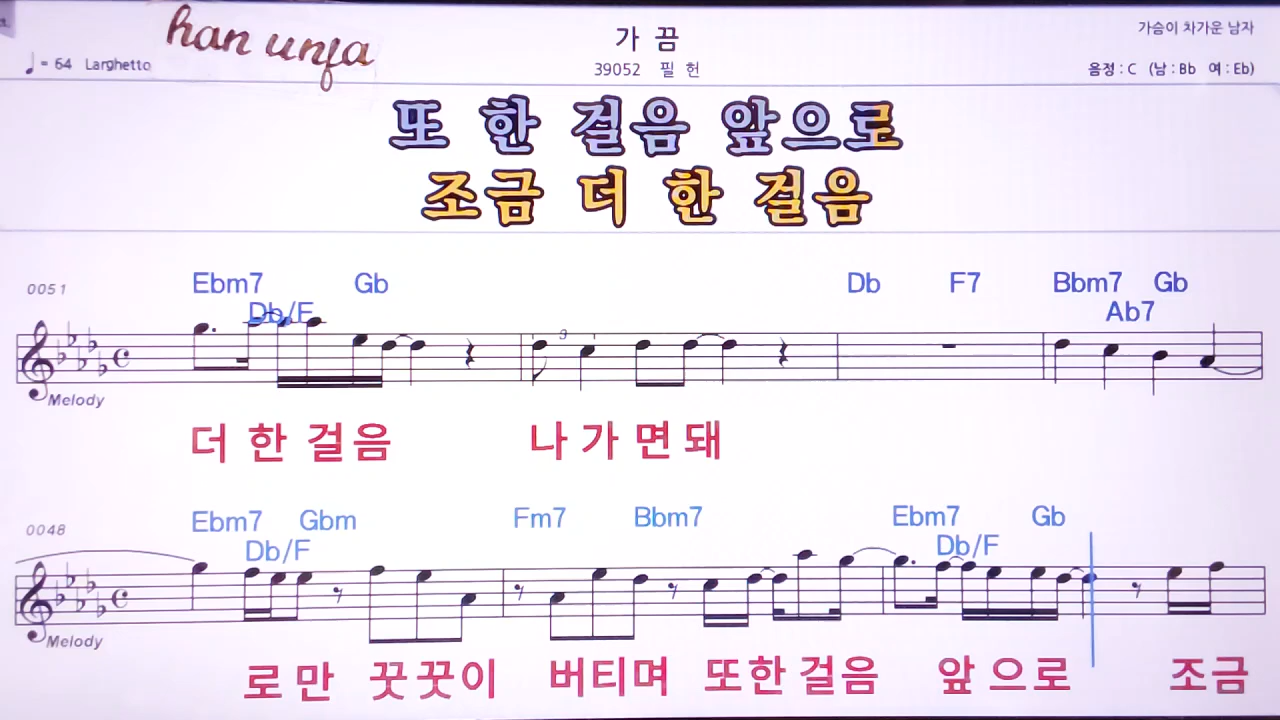 han unja
가 끔
가슴이 차가운 남자
♩= 64 Larghetto
39052 필 헌
음정 : C (남 : Bb 여 : Eb)
또 한 걸음 앞으로
조금 더 한 걸음
0051
Ebm7 Gb Db F7 Bbm7 Gb
Db/F Ab7
3
Melody
더 한 걸음 나 가 면 돼
0048
Ebm7 Gbm Fm7 Bbm7 Ebm7 Gb
Db/F Db/F
Melody
로 만 꿋꿋이 버티며 또한 걸음 앞 으로 조금